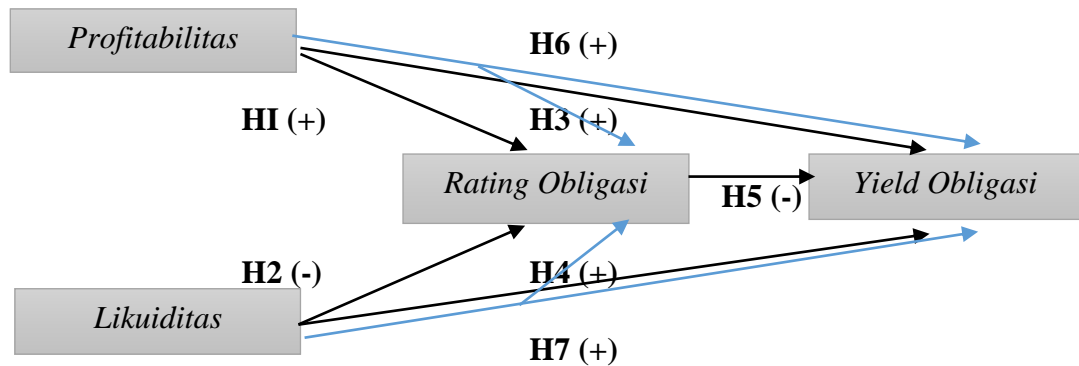 Profitabilitas
H6 (+)
HI (+)
H3 (+)
Rating Obligasi
Yield Obligasi
H5 (-)
H2 (-)
H4 (+)
Likuiditas
H7 (+)